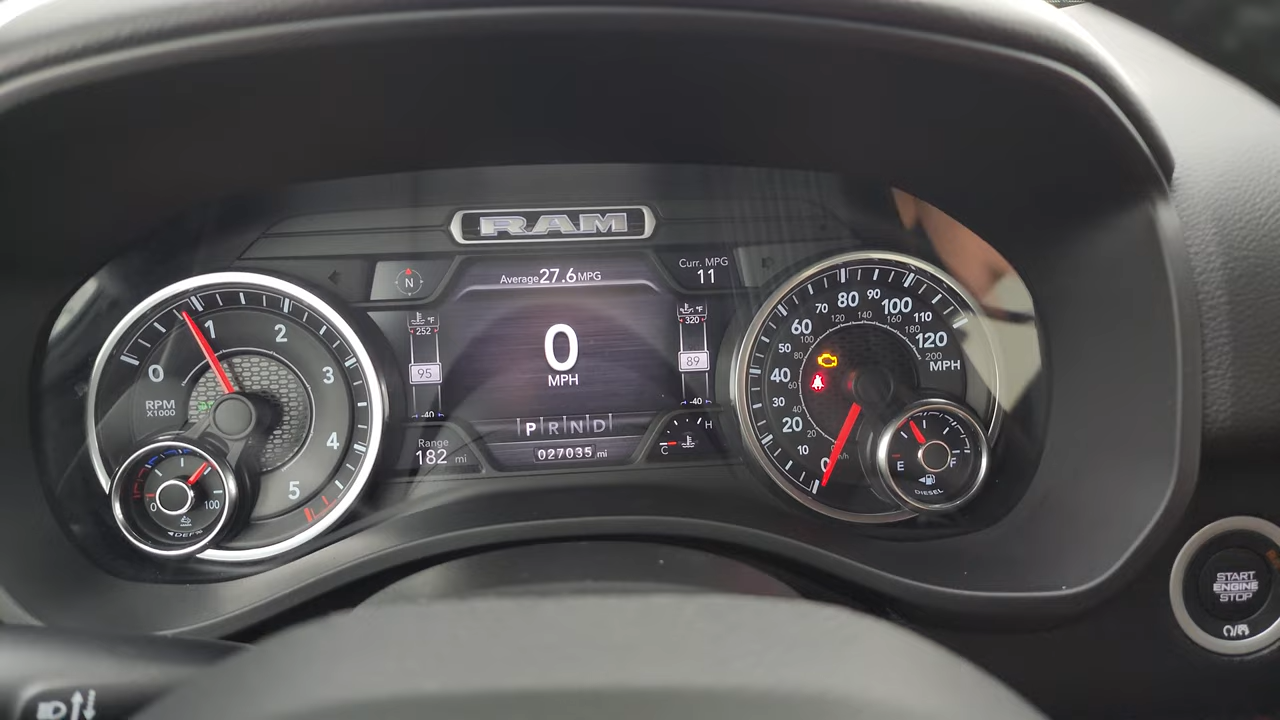 RAM
N
Average 27.6 MPG
Curr. MPG
11
°F
252
95
-40
°F
320
89
-40
0
MPH
P R N D
Range
182 mi
027035 mi
C H
0 1 2 3 4 5
RPM
X1000
0 100
DEF%
0 10 20 30 40 50 60 70 80 90 100 110 120
MPH
20 40 60 80 100 120 140 160 180 200
km/h
E F
DIESEL
START
ENGINE
STOP